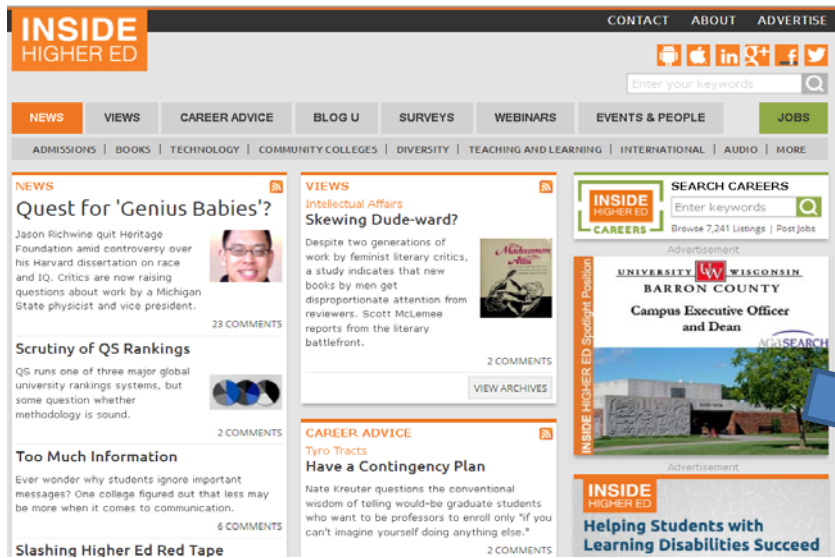 CONTACT ABOUT ADVERTISE
INSIDE
HIGHER ED
Enter your keywords
NEWS VIEWS CAREER ADVICE BLOG U SURVEYS WEBINARS EVENTS & PEOPLE JOBS
ADMISSIONS | BOOKS | TECHNOLOGY | COMMUNITY COLLEGES | DIVERSITY | TEACHING AND LEARNING | INTERNATIONAL | AUDIO | MORE
NEWS
Quest for 'Genius Babies'?
Jason Richwine quit Heritage
Foundation amid controversy over
his Harvard dissertation on race
and IQ. Critics are now raising
questions about work by a Michigan
State physicist and vice president.
23 COMMENTS
Scrutiny of QS Rankings
QS runs one of three major global
university rankings systems, but
some question whether
methodology is sound.
2 COMMENTS
Too Much Information
Ever wonder why students ignore important
messages? One college figured out that less may
be more when it comes to communication.
6 COMMENTS
Slashing Higher Ed Red Tape
VIEWS
Intellectual Affairs
Skewing Dude-ward?
Despite two generations of
work by feminist literary critics,
a study indicates that new
books by men get
disproportionate attention from
reviewers. Scott McLemee
reports from the literary
battlefront.
Madwoman
in the
Attic
2 COMMENTS
VIEW ARCHIVES
CAREER ADVICE
Tyro Tracts
Have a Contingency Plan
Nate Kreuter questions the conventional
wisdom of telling would-be graduate students
who want to be professors to enroll only "if you
can't imagine yourself doing anything else."
2 COMMENTS
INSIDE
HIGHER ED
CAREERS
SEARCH CAREERS
Enter keywords
Browse 7,241 Listings | Post Jobs
Advertisement
INSIDE HIGHER ED Spotlight Position
UNIVERSITY UW WISCONSIN
BARRON COUNTY
Campus Executive Officer
and Dean
AGB SEARCH
Advertisement
INSIDE
HIGHER ED
Helping Students with
Learning Disabilities Succeed